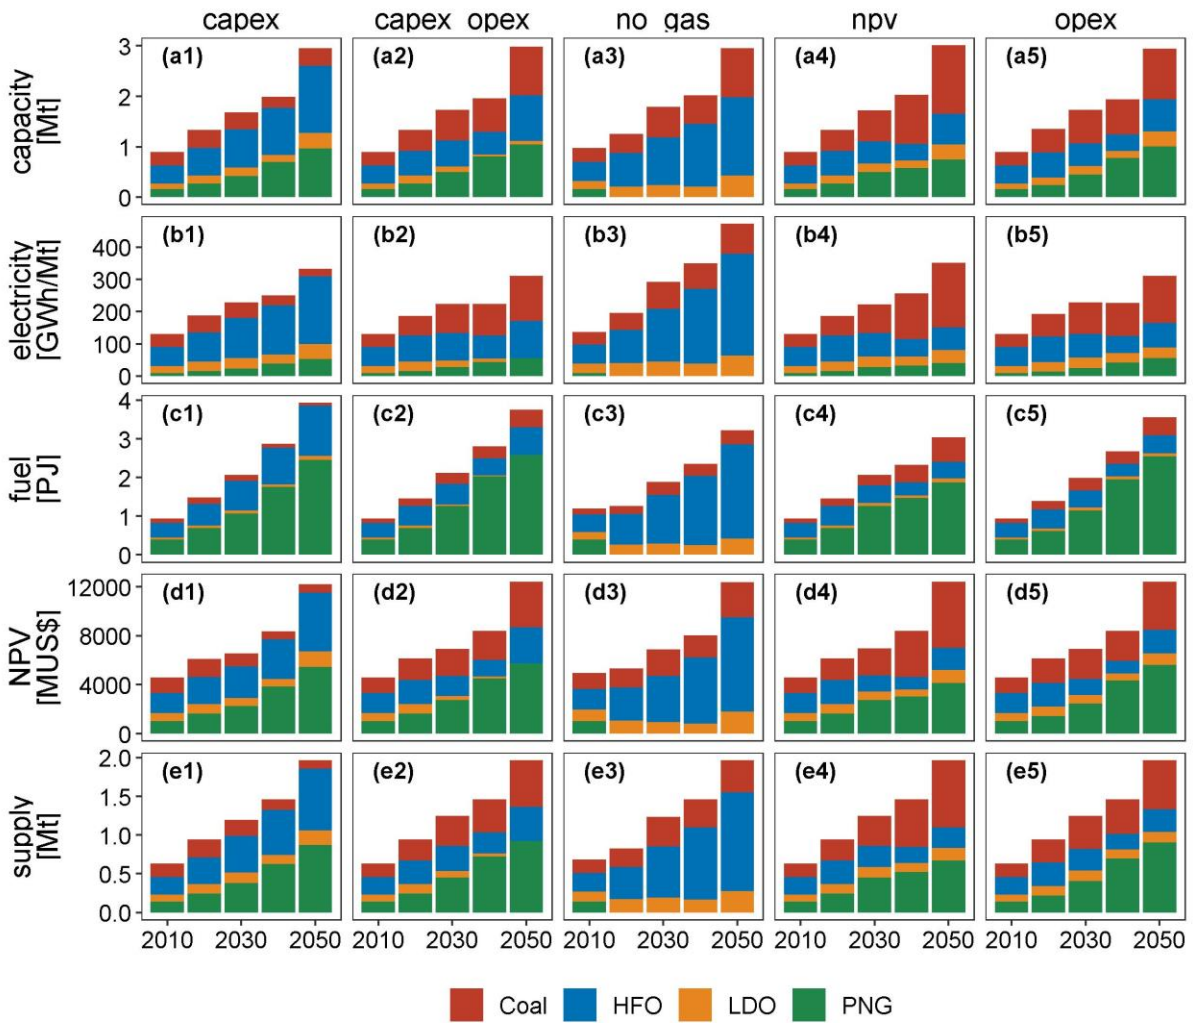 capex capex opex no gas npv opex
capacity [Mt]
3
2
1
0
(a1) (a2) (a3) (a4) (a5)
electricity [GWh/Mt]
400
300
200
100
0
(b1) (b2) (b3) (b4) (b5)
fuel [PJ]
4
3
2
1
0
(c1) (c2) (c3) (c4) (c5)
NPV [MUS$]
12000
8000
4000
0
(d1) (d2) (d3) (d4) (d5)
supply [Mt]
2.0
1.5
1.0
0.5
0.0
(e1) (e2) (e3) (e4) (e5)
2010 2030 2050 2010 2030 2050 2010 2030 2050 2010 2030 2050 2010 2030 2050
Coal HFO LDO PNG